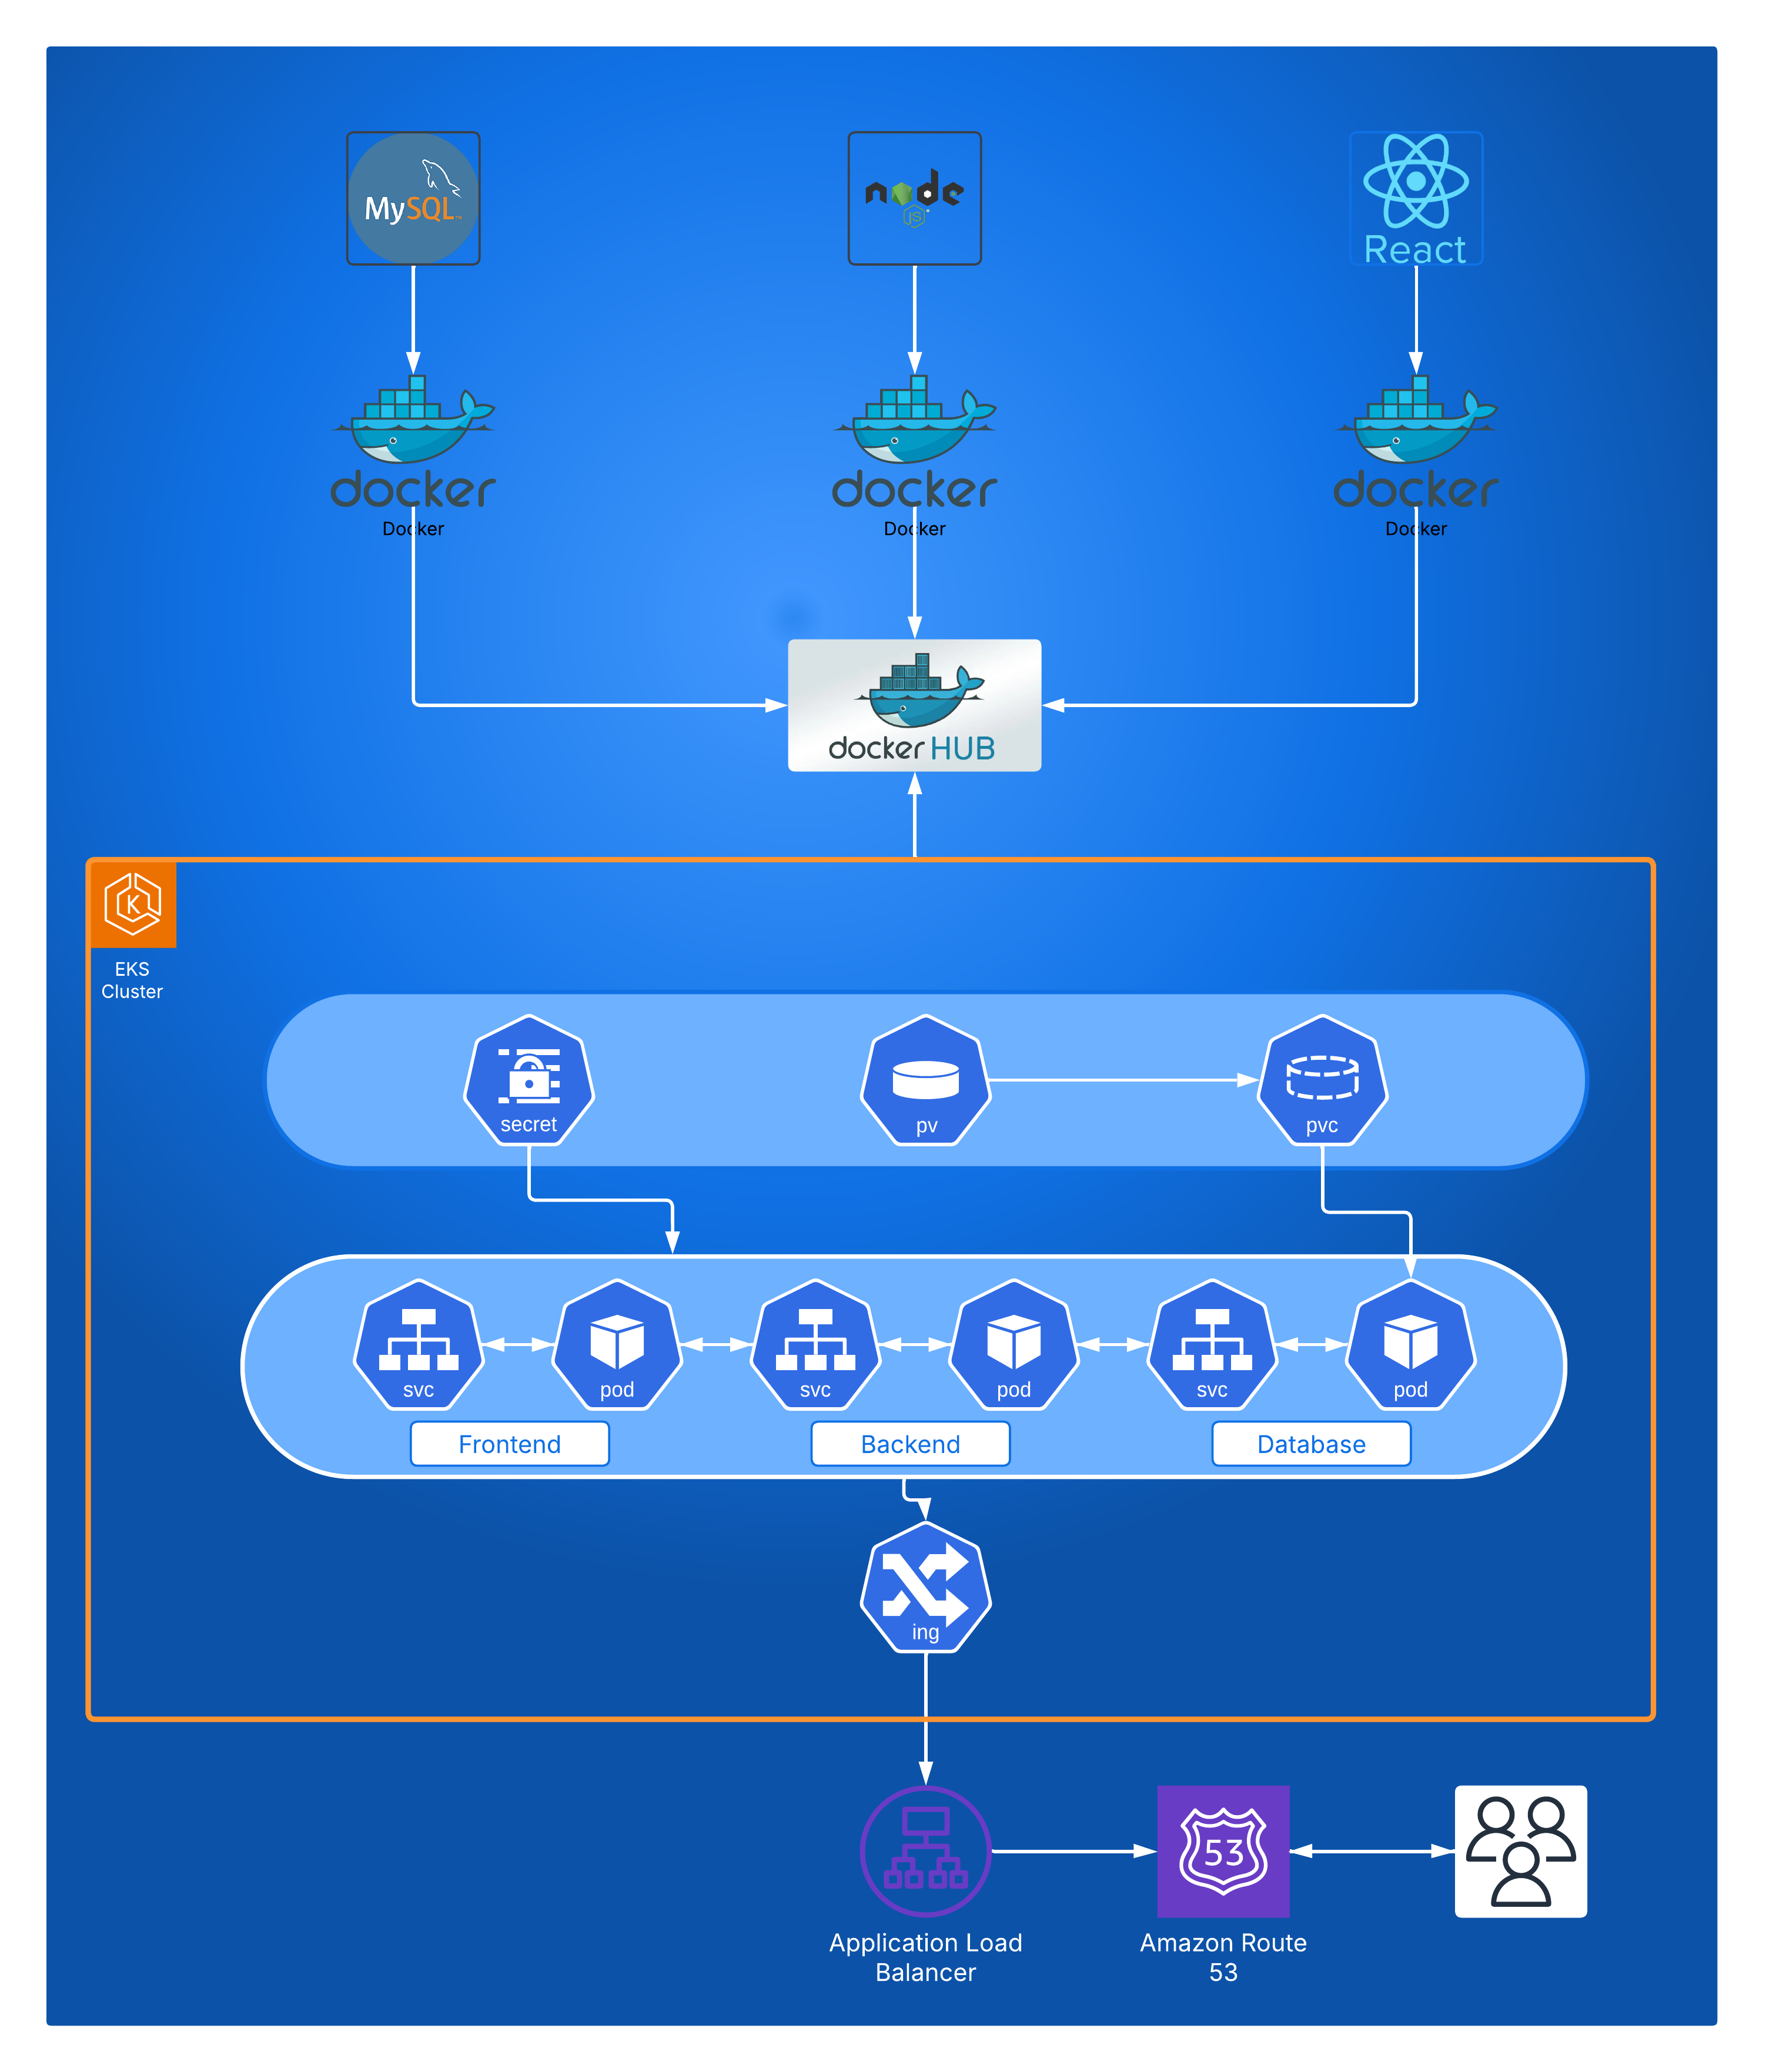 MySQL™
node
JS
React
docker
docker
docker
Docker
Docker
Docker
docker HUB
K
EKS
Cluster
secret
pv
pvc
svc
pod
svc
pod
svc
pod
Frontend
Backend
Database
ing
53
Application Load
Balancer
Amazon Route
53